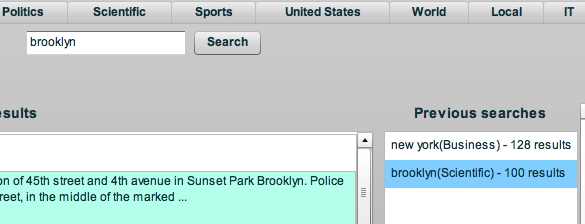 Politics Scientific Sports United States World Local IT
brooklyn Search
esults Previous searches
new york(Business) - 128 results
brooklyn(Scientific) - 100 results
on of 45th street and 4th avenue in Sunset Park Brooklyn. Police
reet, in the middle of the marked ...